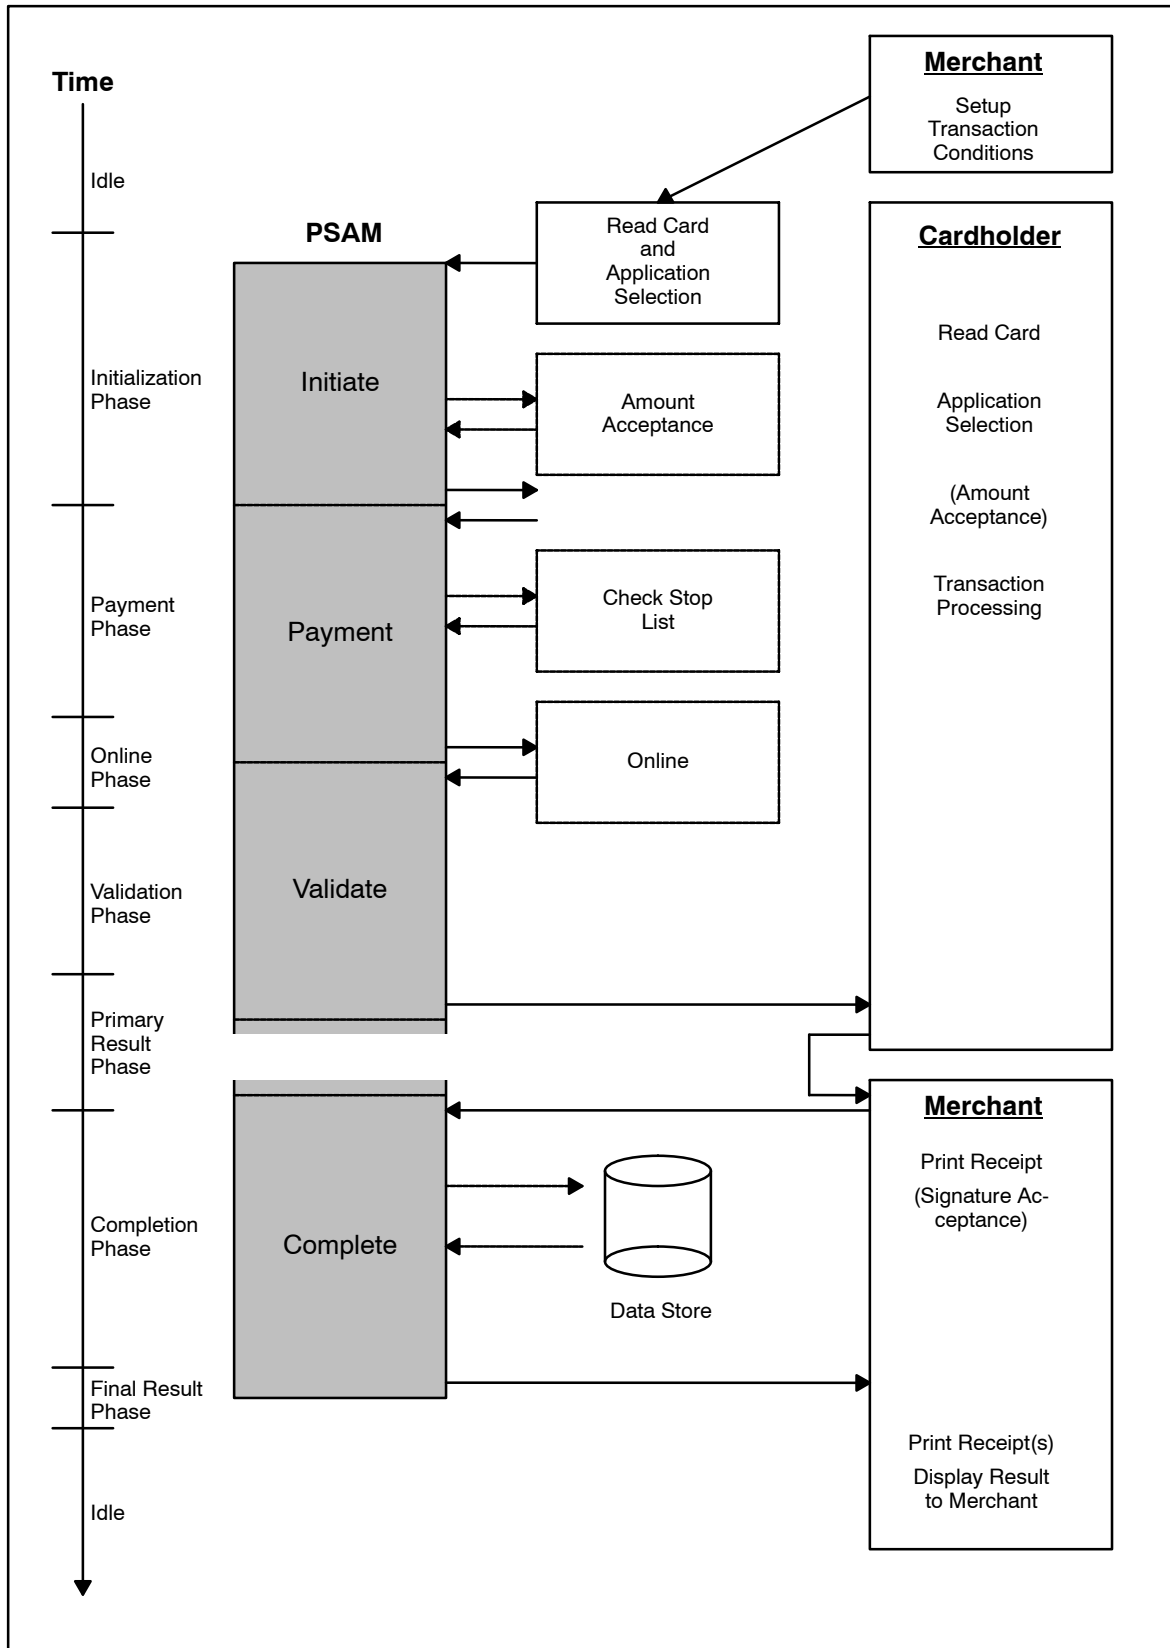 Time
Idle
Initialization
Phase
Payment
Phase
Online
Phase
Validation
Phase
Primary
Result
Phase
Completion
Phase
Final Result
Phase
Idle
PSAM
Initiate
Payment
Validate
Complete
Read Card
and
Application
Selection
Amount
Acceptance
Check Stop
List
Online
Data Store
Merchant
Setup
Transaction
Conditions
Cardholder
Read Card
Application
Selection
(Amount
Acceptance)
Transaction
Processing
Merchant
Print Receipt
(Signature Ac-
ceptance)
Print Receipt(s)
Display Result
to Merchant